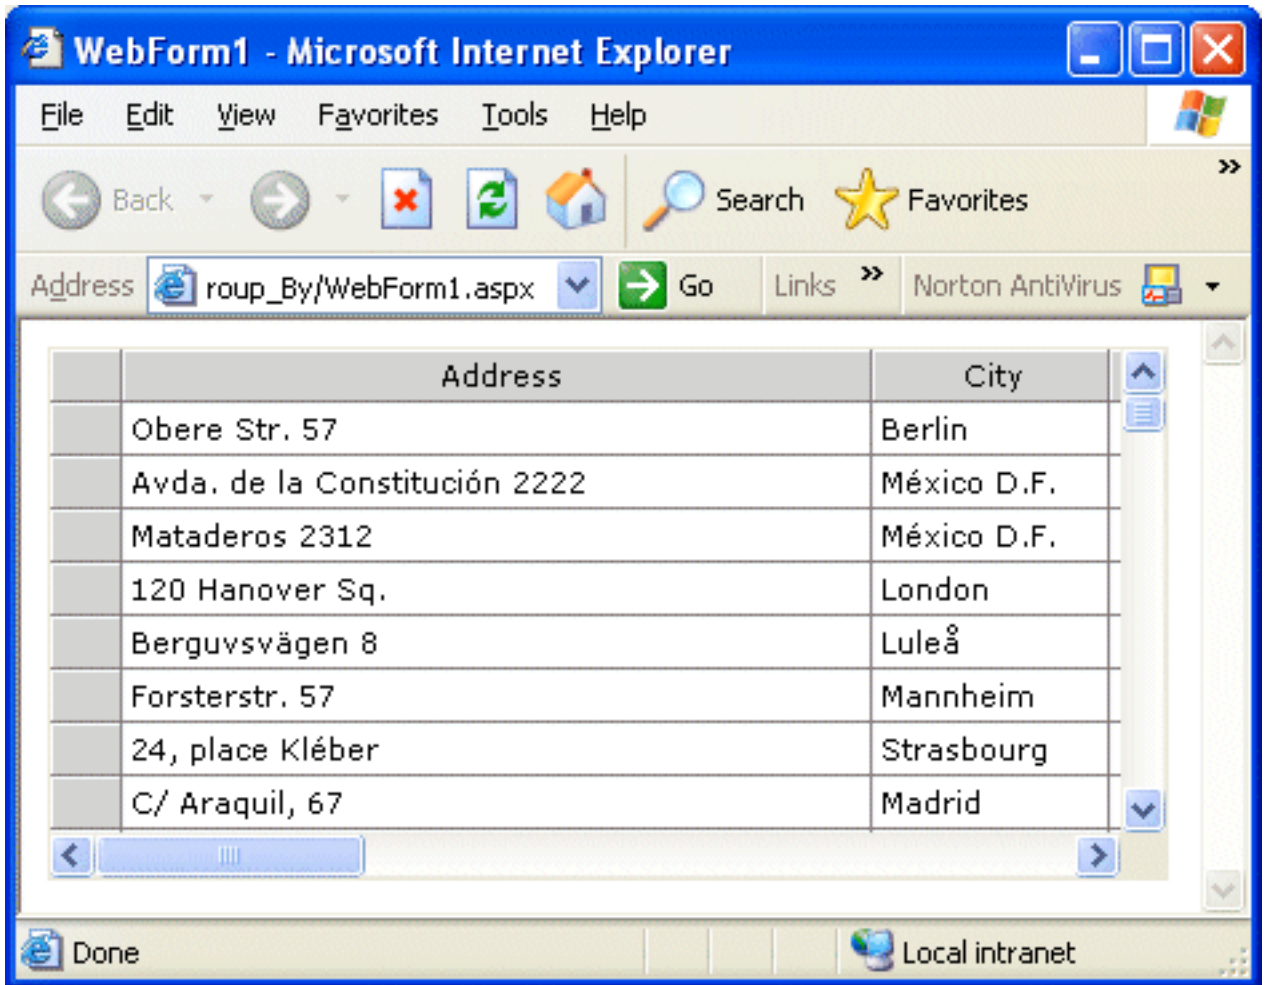 WebForm1 - Microsoft Internet Explorer
File Edit View Favorites Tools Help
Back Search Favorites »
Address roup_By/WebForm1.aspx Go Links » Norton AntiVirus
Address City
Obere Str. 57 Berlin
Avda. de la Constitución 2222 México D.F.
Mataderos 2312 México D.F.
120 Hanover Sq. London
Berguvsvägen 8 Luleå
Forsterstr. 57 Mannheim
24, place Kléber Strasbourg
C/ Araquil, 67 Madrid
Done Local intranet